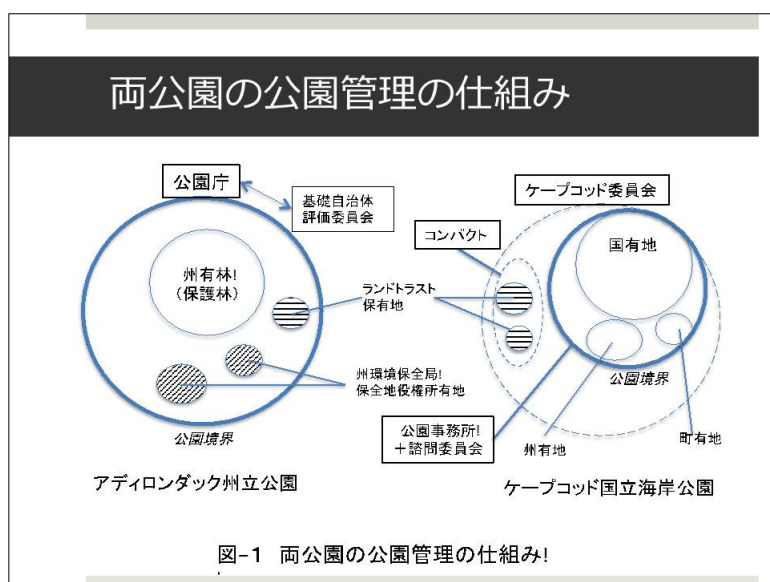 両公園の公園管理の仕組み
公園庁
基礎自治体
評価委員会
州有林!
(保護林)
ランドトラスト
保有地
州環境保全局!
保全地役権所有地
公園境界
アディロンダック州立公園
ケープコッド委員会
コンパクト
国有地
公園境界
公園事務所!
+諮問委員会
州有地
町有地
ケープコッド国立海岸公園
図-1 両公園の公園管理の仕組み!